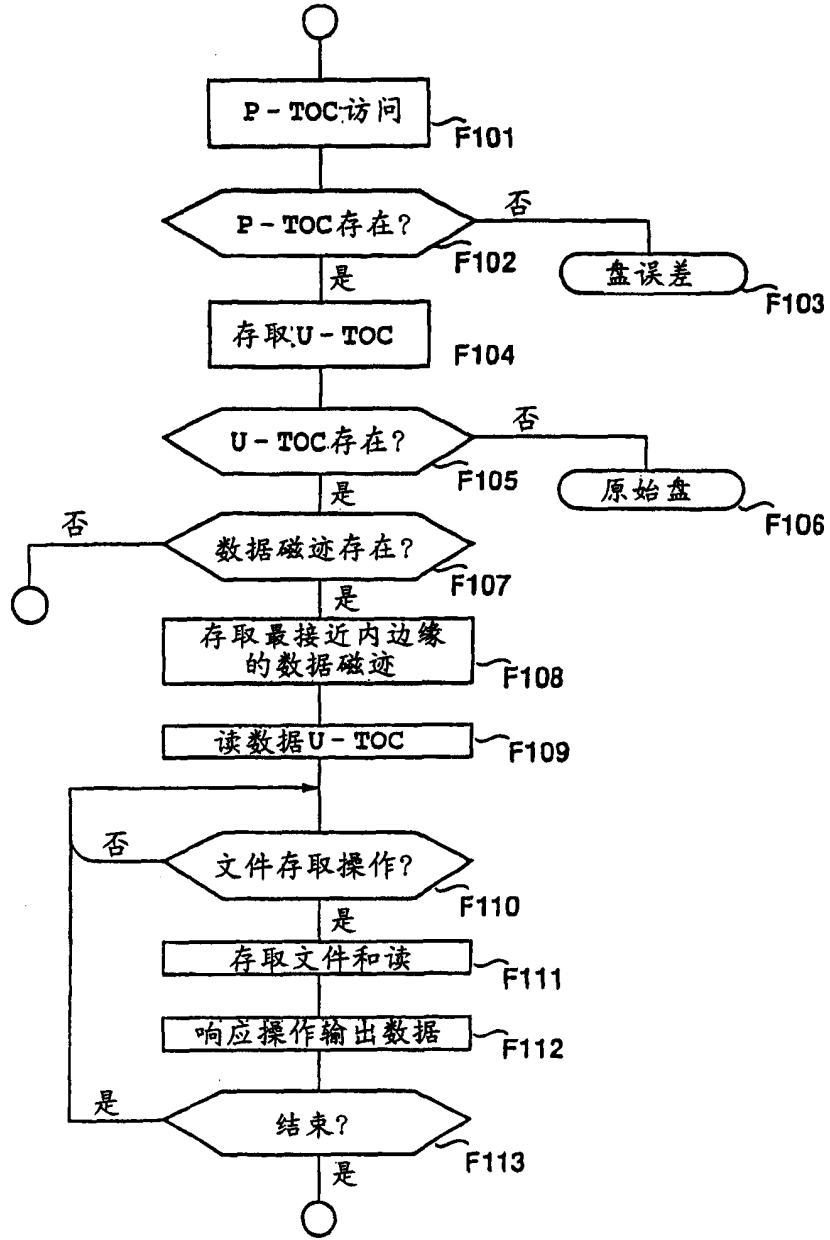 P-TOC访问
F101
P-TOC存在?
否
F102
是
盘误差
F103
存取U-TOC
F104
U-TOC存在?
否
F105
是
原始盘
F106
否
数据磁迹存在?
F107
是
存取最接近内边缘
的数据磁迹
F108
读数据U-TOC
F109
否
文件存取操作?
F110
是
存取文件和读
F111
响应操作输出数据
F112
是
结束?
F113
是